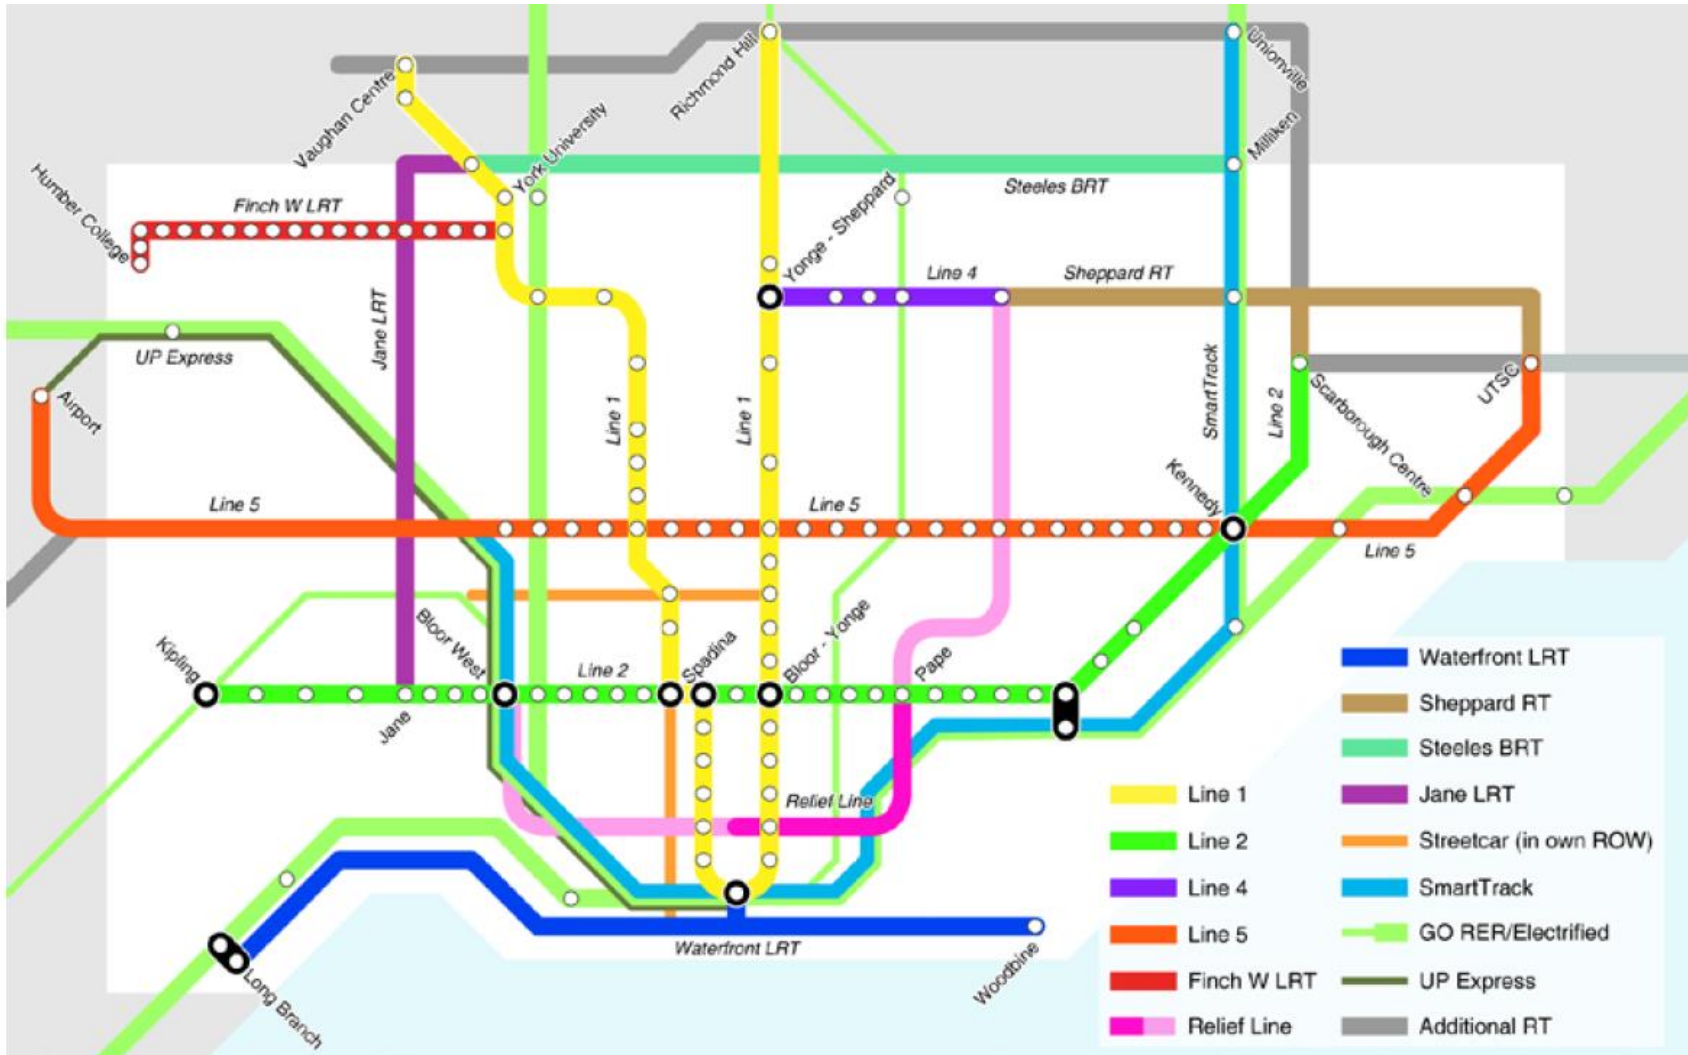 Richmond Hill
Unionville
Vaughan Centre
York University
Milliken
Humber College
Finch W LRT
Steeles BRT
Yonge - Sheppard
Line 4
Sheppard RT
Jane LRT
UP Express
Airport
Line 1
Line 1
SmartTrack
Line 2
Scarborough Centre
UTSC
Kennedy
Line 5
Line 5
Line 5
Kipling
Bloor West
Line 2
Spadina
Bloor - Yonge
Pape
Jane
Relief Line
Waterfront LRT
Woodbine
Long Branch
Line 1
Line 2
Line 4
Line 5
Finch W LRT
Relief Line
Waterfront LRT
Sheppard RT
Steeles BRT
Jane LRT
Streetcar (in own ROW)
SmartTrack
GO RER/Electrified
UP Express
Additional RT